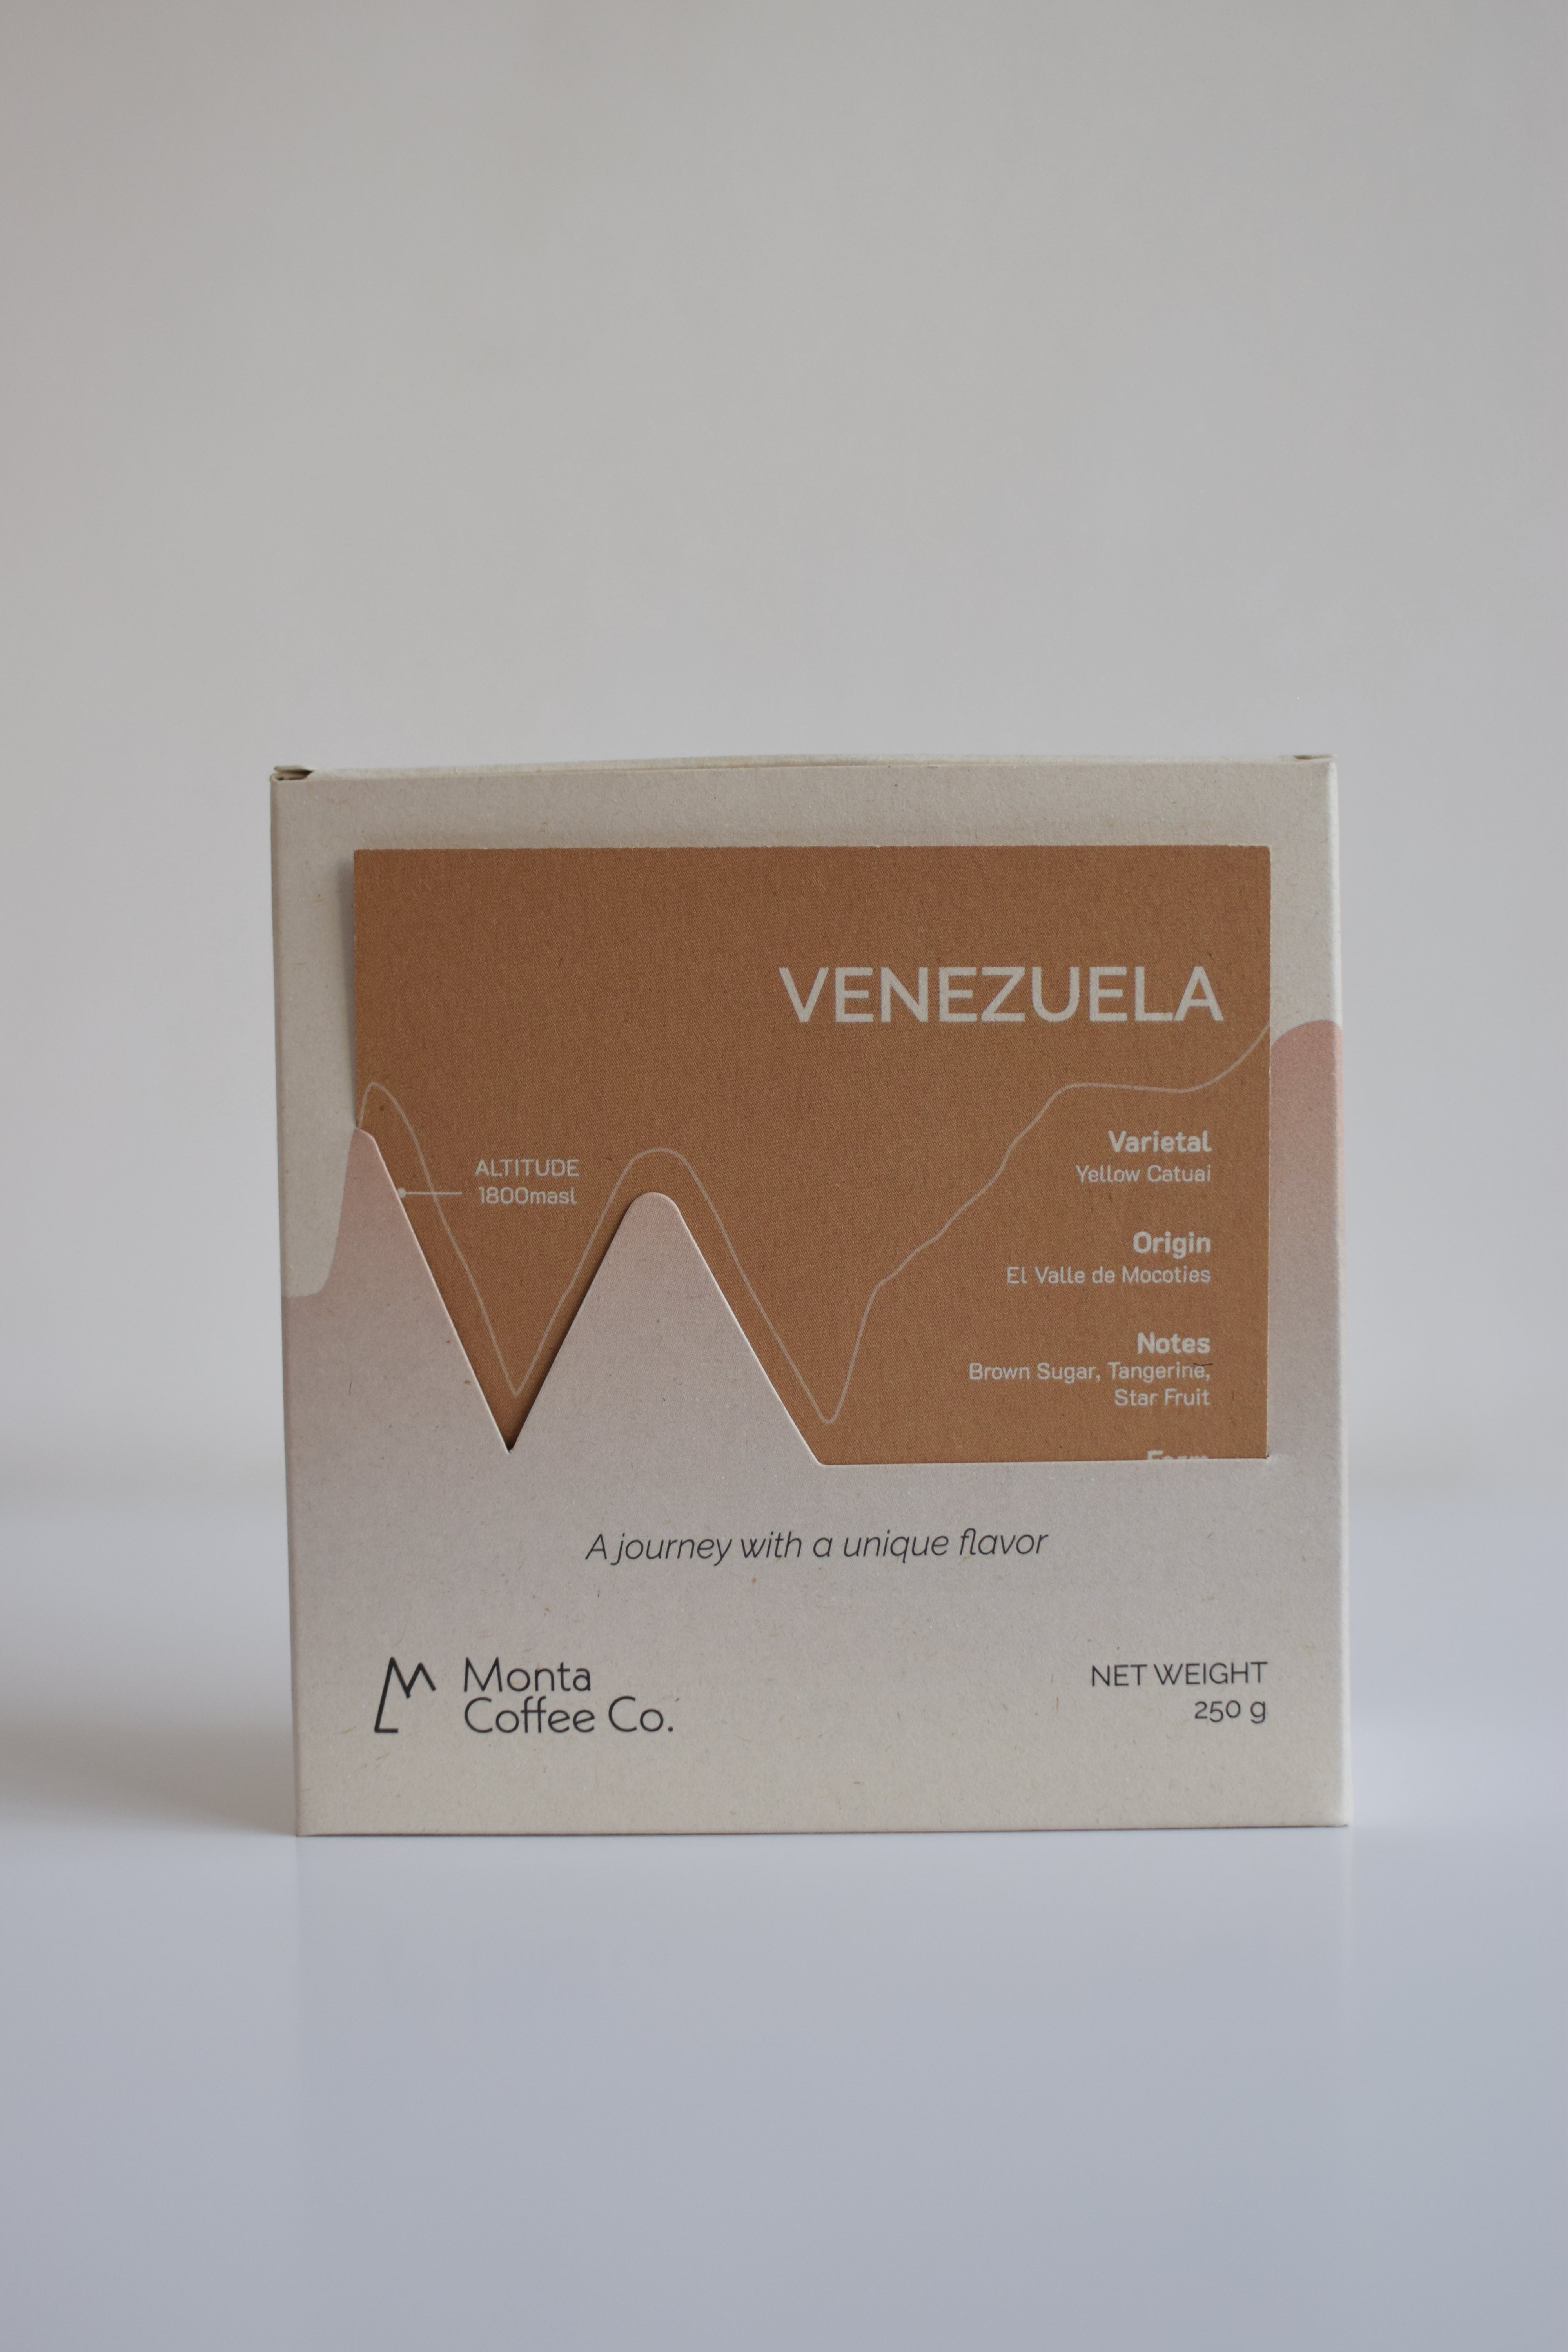 VENEZUELA
ALTITUDE
1800masl
Varietal
Yellow Catuai
Origin
El Valle de Mocoties
Notes
Brown Sugar, Tangerine,
Star Fruit
A journey with a unique flavor
Monta
Coffee Co.
NET WEIGHT
250 g